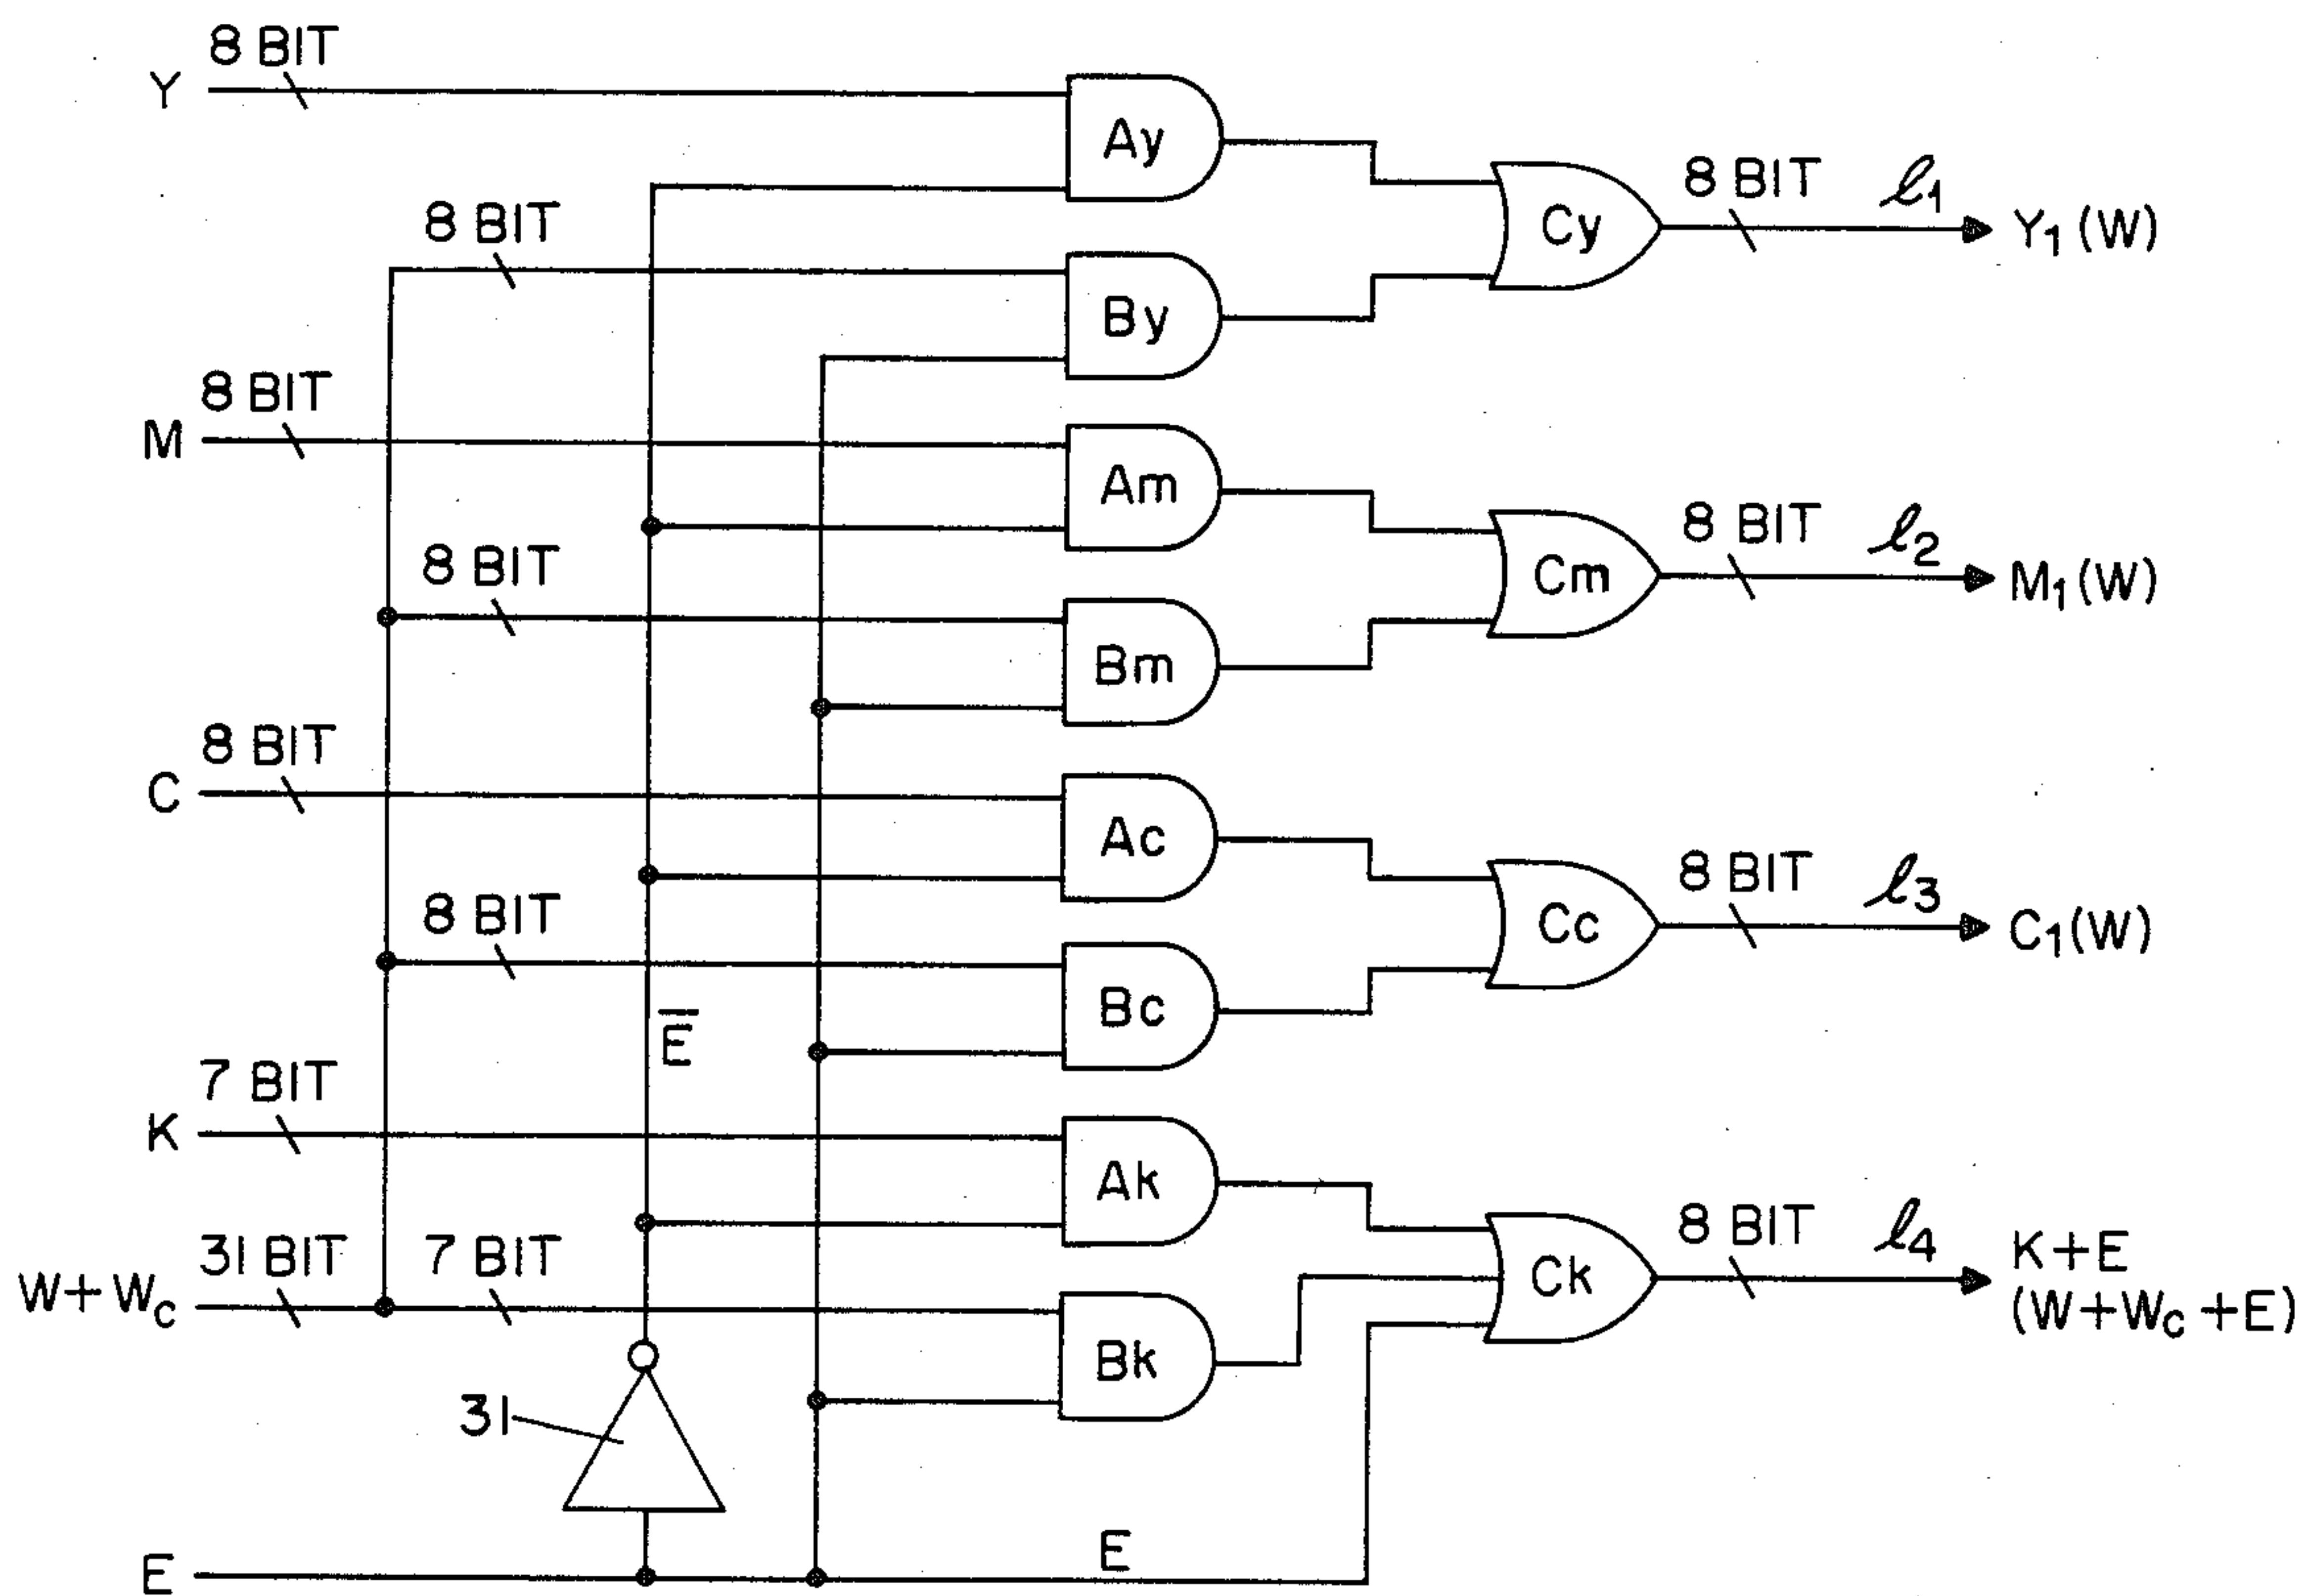 8 BIT
Y
Ay
8 BIT
By
Cy
8 BIT
ℓ1
Y1 (W)
8 BIT
M
Am
8 BIT
Bm
Cm
8 BIT
ℓ2
M1 (W)
8 BIT
C
Ac
8 BIT
Bc
Cc
8 BIT
ℓ3
C1 (W)
E̅
7 BIT
K
Ak
31 BIT
7 BIT
W+Wc
Bk
Ck
8 BIT
ℓ4
K+E
(W+Wc+E)
31
E
E